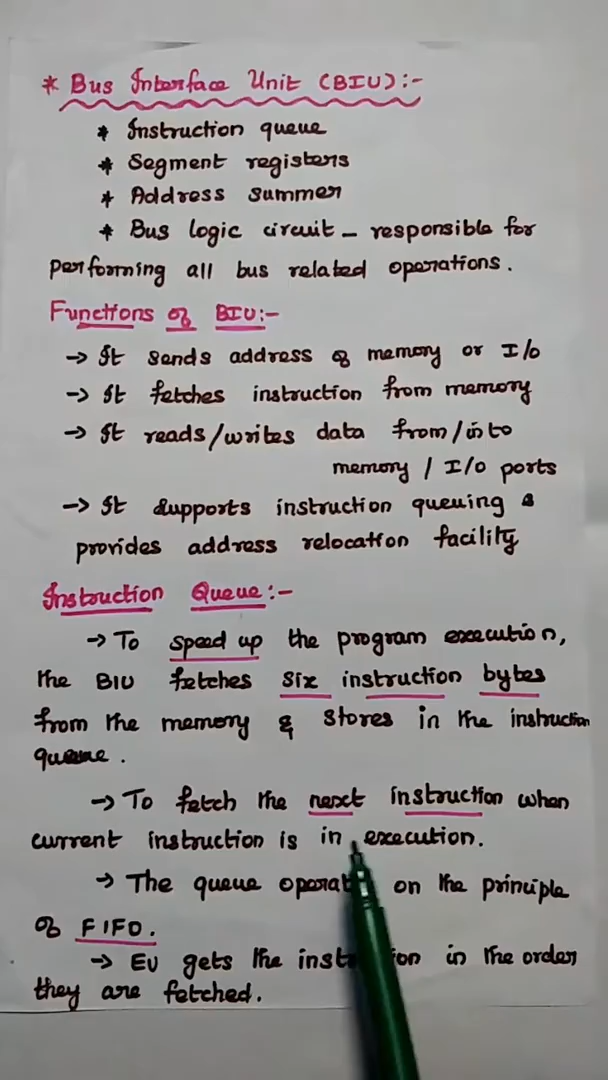 * Bus Interface Unit (BIU):-
* Instruction queue
* Segment registers
* Address summer
* Bus logic circuit - responsible for
performing all bus related operations.
Functions of BIU:-
→ It sends address of memory or I/O
→ It fetches instruction from memory
→ It reads/writes data from/into
memory / I/O ports
→ It supports instruction queuing &
provides address relocation facility
Instruction Queue:-
→ To speed up the program execution,
the BIU fetches six instruction bytes
from the memory & stores in the instruction
queue.
→ To fetch the next instruction when
current instruction is in execution.
→ The queue on the principle
of FIFO.
→ EU gets the in the order
they are fetched.